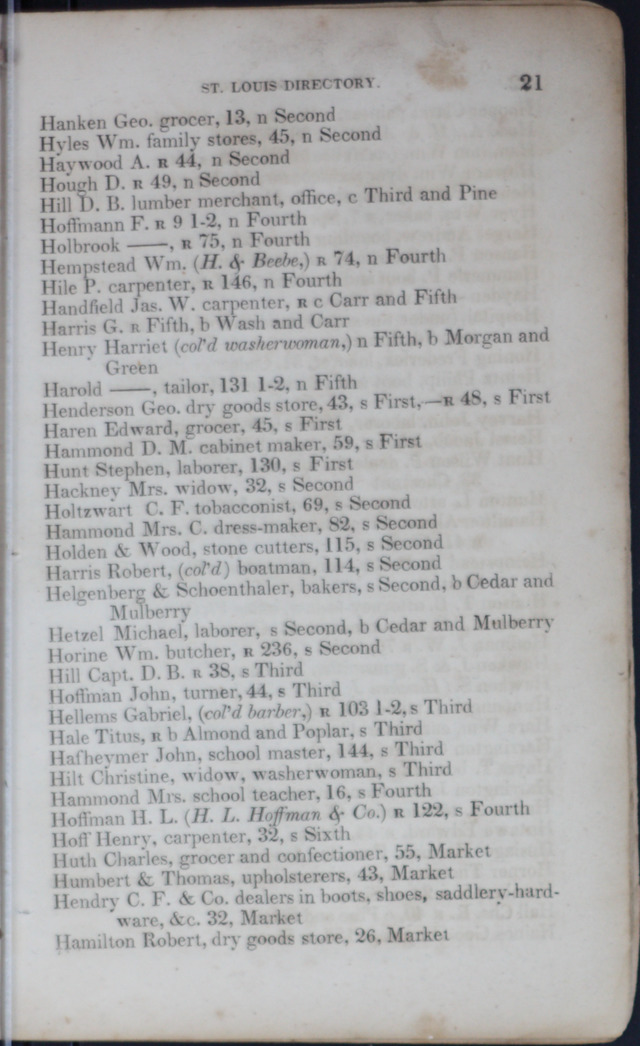 ST. LOUIS DIRECTORY. 21
Hanken Geo. grocer, 13, n Second
Hyles Wm. family stores, 45, n Second
Haywood A. R 44, n Second
Hough D. R 49, n Second
Hill D. B. lumber merchant, office, c Third and Pine
Hoffmann F. R 9 1-2, n Fourth
Holbrook ——, R 75, n Fourth
Hempstead Wm. (H. & Beebe,) R 74, n Fourth
Hile P. carpenter, R 146, n Fourth
Handfield Jas. W. carpenter, R c Carr and Fifth
Harris G. R Fifth, b Wash and Carr
Henry Harriet (col'd washerwoman,) n Fifth, b Morgan and
Green
Harold ——, tailor, 131 1-2, n Fifth
Henderson Geo. dry goods store, 43, s First,—R 48, s First
Haren Edward, grocer, 45, s First
Hammond D. M. cabinet maker, 59, s First
Hunt Stephen, laborer, 130, s First
Hackney Mrs. widow, 32, s Second
Holtzwart C. F. tobacconist, 69, s Second
Hammond Mrs. C. dress-maker, 82, s Second
Holden & Wood, stone cutters, 115, s Second
Harris Robert, (col'd) boatman, 114, s Second
Helgenberg & Schoenthaler, bakers, s Second, b Cedar and
Mulberry
Hetzel Michael, laborer, s Second, b Cedar and Mulberry
Horine Wm. butcher, R 236, s Second
Hill Capt. D. B. R 38, s Third
Hoffman John, turner, 44, s Third
Hellems Gabriel, (col'd barber,) R 103 1-2, s Third
Hale Titus, R b Almond and Poplar, s Third
Hafheymer John, school master, 144, s Third
Hilt Christine, widow, washerwoman, s Third
Hammond Mrs. school teacher, 16, s Fourth
Hoffman H. L. (H. L. Hoffman & Co.) R 122, s Fourth
Hoff Henry, carpenter, 32, s Sixth
Huth Charles, grocer and confectioner, 55, Market
Humbert & Thomas, upholsterers, 43, Market
Hendry C. F. & Co. dealers in boots, shoes, saddlery-hard-
ware, &c. 32, Market
Hamilton Robert, dry goods store, 26, Market